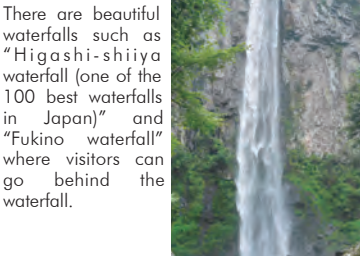 There are beautiful
waterfalls such as
“Higashi-shiiya
waterfall (one of the
100 best waterfalls
in Japan)” and
“Fukino waterfall”
where visitors can
go behind the
waterfall.